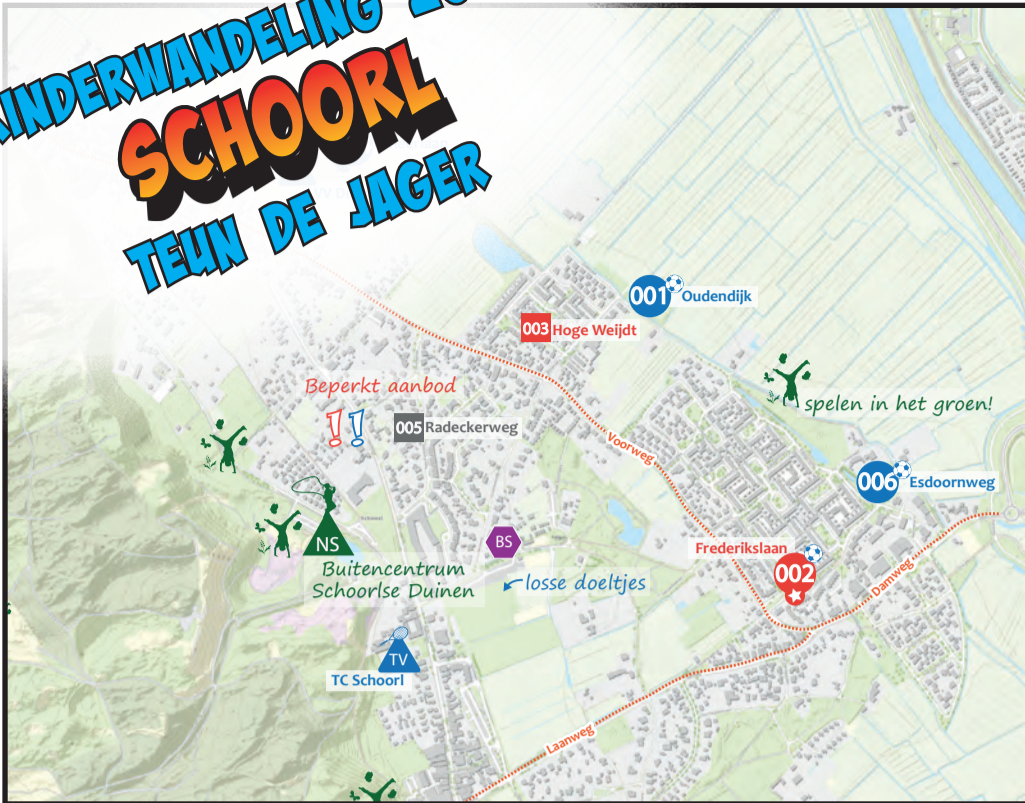 KINDERWANDELING
SCHOORL
TEUN DE JAGER
001 Oudendijk
003 Hoge Weijdt
Beperkt aanbod
!!
005 Radeckerweg
spelen in het groen!
Voorweg
006 Esdoornweg
NS
Buitencentrum
Schoorlse Duinen
BS
losse doeltjes
Frederikslaan
002
Damweg
TV
TC Schoorl
Laanweg